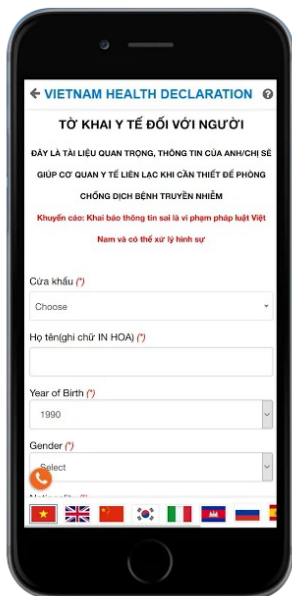 VIETNAM HEALTH DECLARATION
TỜ KHAI Y TẾ ĐỐI VỚI NGƯỜI
ĐÂY LÀ TÀI LIỆU QUAN TRỌNG, THÔNG TIN CỦA ANH/CHỊ SẼ
GIÚP CƠ QUAN Y TẾ LIÊN LẠC KHI CẦN THIẾT ĐỂ PHÒNG
CHỐNG DỊCH BỆNH TRUYỀN NHIỄM
Khuyến cáo: Khai báo thông tin sai là vi phạm pháp luật Việt
Nam và có thể xử lý hình sự
Cửa khẩu (*)
Choose
Họ tên(ghi chữ IN HOA) (*)
Year of Birth (*)
1990
Gender (*)
Select